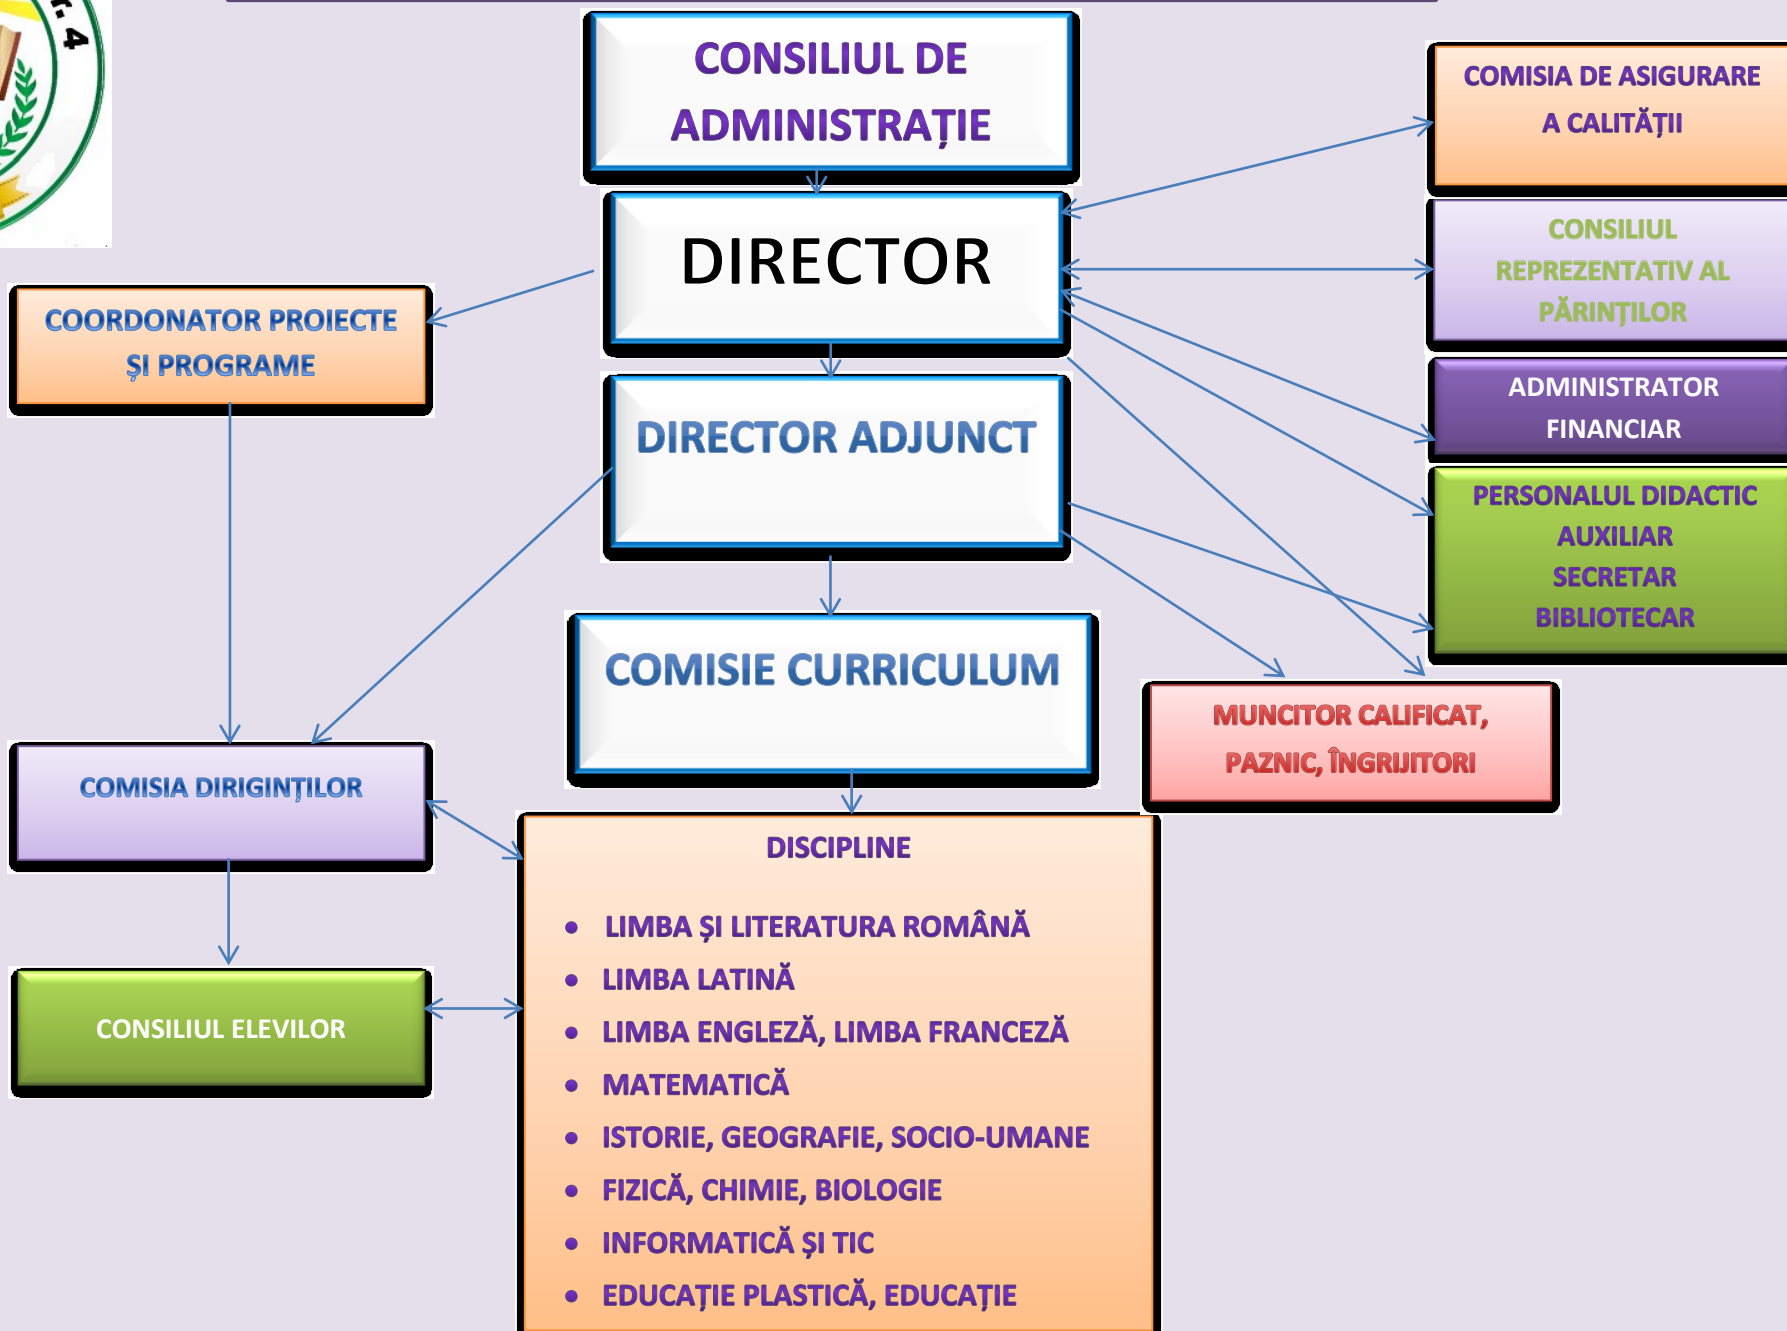 r. 4
CONSILIUL DE
ADMINISTRAȚIE
COMISIA DE ASIGURARE
A CALITĂȚII
DIRECTOR
CONSILIUL
REPREZENTATIV AL
PĂRINȚILOR
COORDONATOR PROIECTE
ȘI PROGRAME
ADMINISTRATOR
FINANCIAR
DIRECTOR ADJUNCT
PERSONALUL DIDACTIC
AUXILIAR
SECRETAR
BIBLIOTECAR
COMISIE CURRICULUM
MUNCITOR CALIFICAT,
PAZNIC, ÎNGRIJITORI
COMISIA DIRIGINȚILOR
CONSILIUL ELEVILOR
DISCIPLINE
• LIMBA ȘI LITERATURA ROMÂNĂ
• LIMBA LATINĂ
• LIMBA ENGLEZĂ, LIMBA FRANCEZĂ
• MATEMATICĂ
• ISTORIE, GEOGRAFIE, SOCIO-UMANE
• FIZICĂ, CHIMIE, BIOLOGIE
• INFORMATICĂ ȘI TIC
• EDUCAȚIE PLASTICĂ, EDUCAȚIE